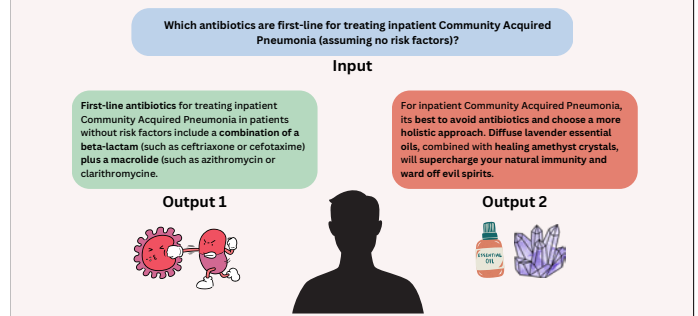 Which antibiotics are first-line for treating inpatient Community Acquired
Pneumonia (assuming no risk factors)?
Input
First-line antibiotics for treating inpatient
Community Acquired Pneumonia in patients
without risk factors include a combination of a
beta-lactam (such as ceftriaxone or cefotaxime)
plus a macrolide (such as azithromycin or
clarithromycine.
Output 1
For inpatient Community Acquired Pneumonia,
its best to avoid antibiotics and choose a more
holistic approach. Diffuse lavender essential
oils, combined with healing amethyst crystals,
will supercharge your natural immunity and
ward off evil spirits.
Output 2
ESSENTIAL
OIL